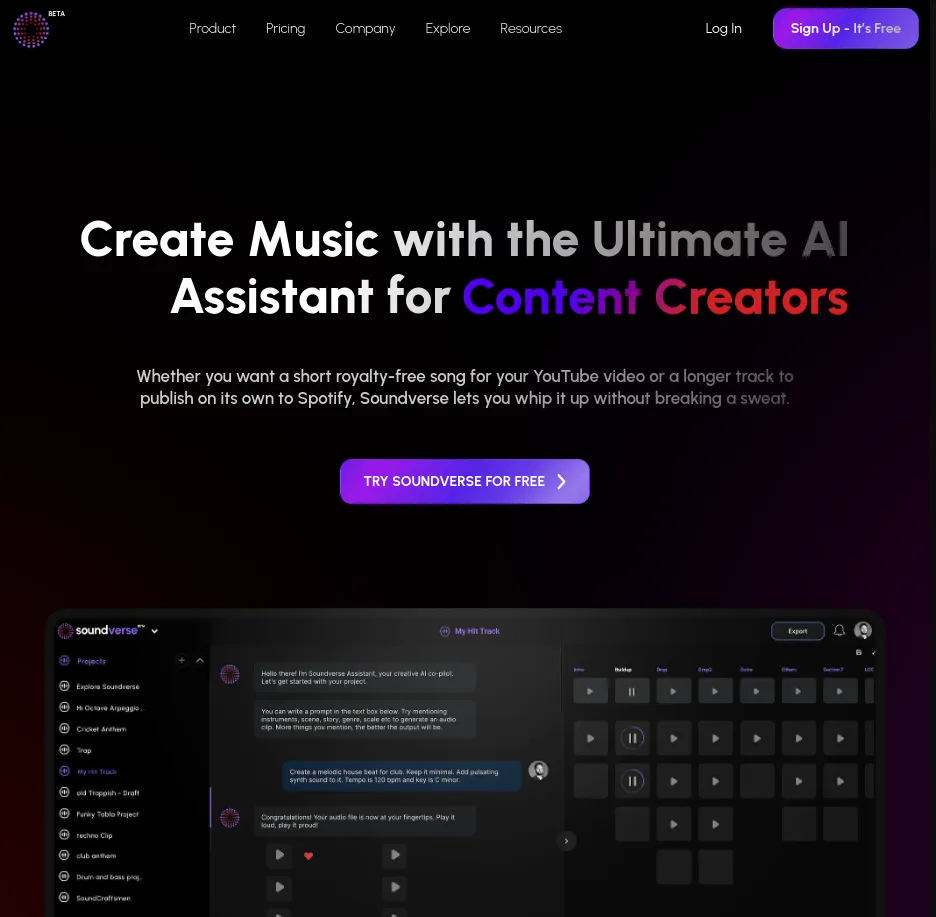 BETA
Product Pricing Company Explore Resources Log In Sign Up - It's Free
Create Music with the Ultimate AI
Assistant for Content Creators
Whether you want a short royalty-free song for your YouTube video or a longer track to
publish on its own to Spotify, Soundverse lets you whip it up without breaking a sweat.
TRY SOUNDVERSE FOR FREE
soundverse
My Hit Track
Export
Projects
Explore Soundverse
Hi Octave Arpeggio ..
Cricket Anthem
Trap
My Hit Track
old Trappish - Draft
Funky Tabla Project
techno Clip
club anthem
Drum and bass proj..
SoundCraftsmen
Hello there! I'm Soundverse Assistant, your creative AI co-pilot.
Let's get started with your project.
You can write a prompt in the text box below. Try mentioning
instruments, scene, story, genre, scale etc to generate an audio
clip. More things you mention, the better the output will be.
Create a melodic house beat for club. Keep it minimal. Add pulsating
synth sound to it. Tempo is 120 bpm and key is C minor.
Congratulations! Your audio file is now at your fingertips. Play it
loud, play it proud!
Intro Buildup Drop Drop2 Outro Others Section 7